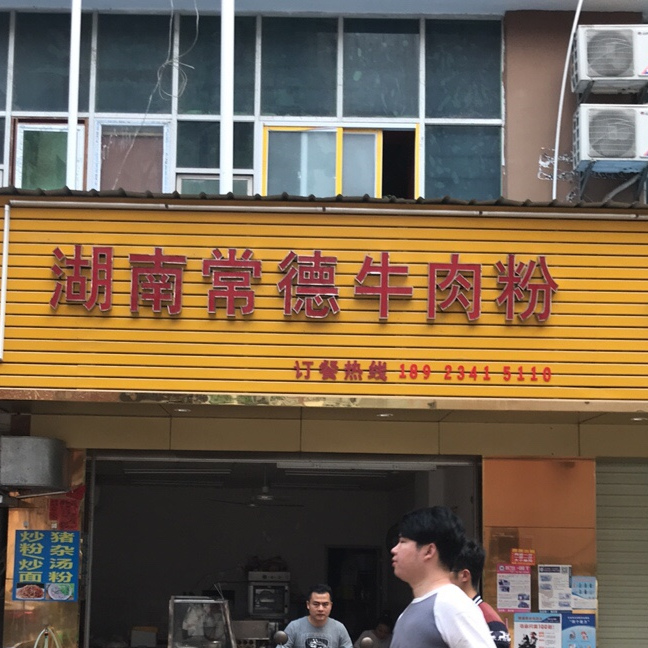 湖南常德牛肉粉
订餐热线 189 2341 5110
猪杂汤粉
炒粉/炒面